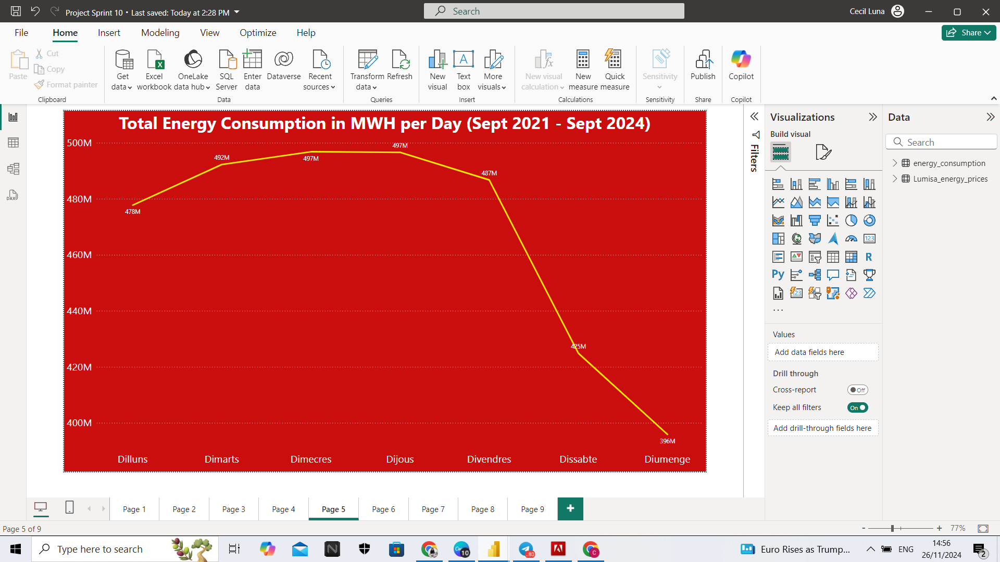 Project Sprint 10 • Last saved: Today at 2:28 PM
Search
Cecil Luna
File
Home
Insert
Modeling
View
Optimize
Help
Share
Paste
Cut
Copy
Format painter
Clipboard
Get data
Excel workbook
OneLake data hub
SQL Server
Enter data
Dataverse
Recent sources
Data
Transform data
Refresh
Queries
New visual
Text box
More visuals
Insert
New visual calculation
New measure
Quick measure
Calculations
Sensitivity
Sensitivity
Publish
Share
Copilot
Copilot
Total Energy Consumption in MWH per Day (Sept 2021 - Sept 2024)
500M
480M
460M
440M
420M
400M
478M
492M
497M
497M
487M
425M
396M
Dilluns
Dimarts
Dimecres
Dijous
Divendres
Dissabte
Diumenge
Filters
Visualizations
Build visual
123
R
Py
123
...
Values
Add data fields here
Drill through
Cross-report
Off
Keep all filters
On
Add drill-through fields here
Data
Search
energy_consumption
Lumisa_energy_prices
DAX
Page 1
Page 2
Page 3
Page 4
Page 5
Page 6
Page 7
Page 8
Page 9
+
Page 5 of 9
- + 77%
Type here to search
10
..80
C
Euro Rises as Trump...
ENG
14:56
26/11/2024
2